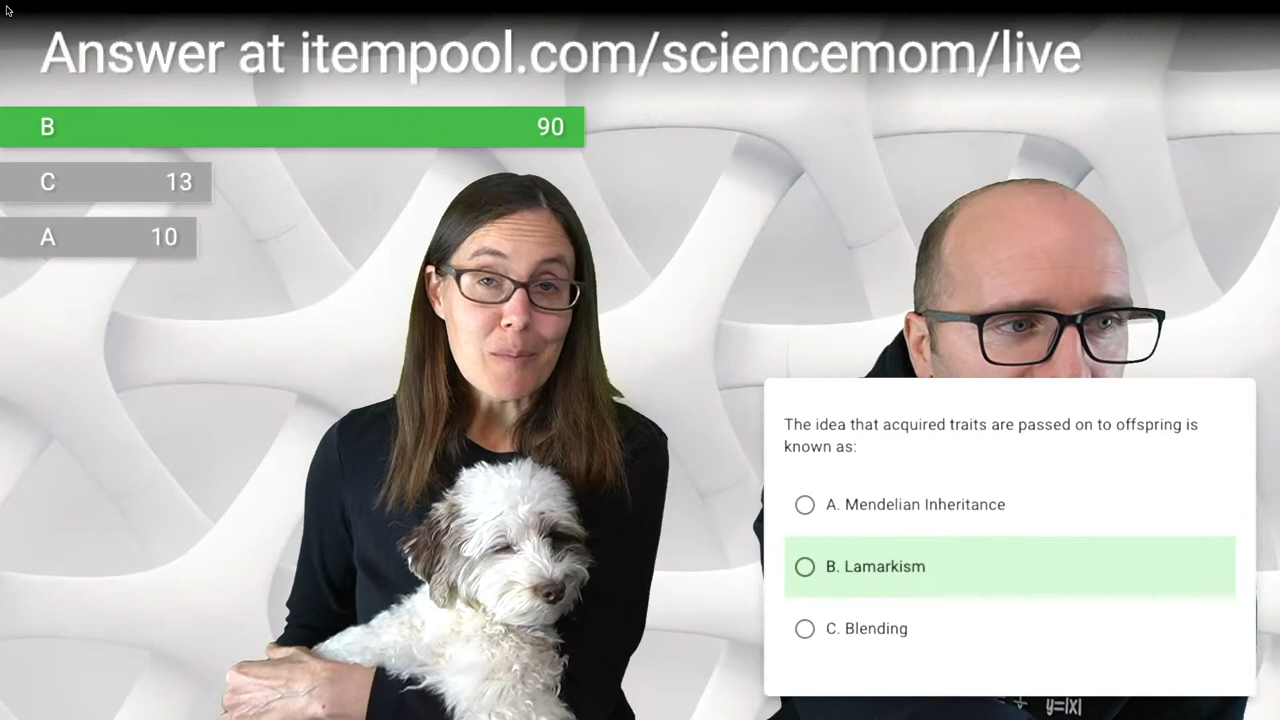 Answer at itempool.com/sciencemom/live
B 90
C 13
A 10
The idea that acquired traits are passed on to offspring is
known as:
A. Mendelian Inheritance
B. Lamarkism
C. Blending
y=|x|